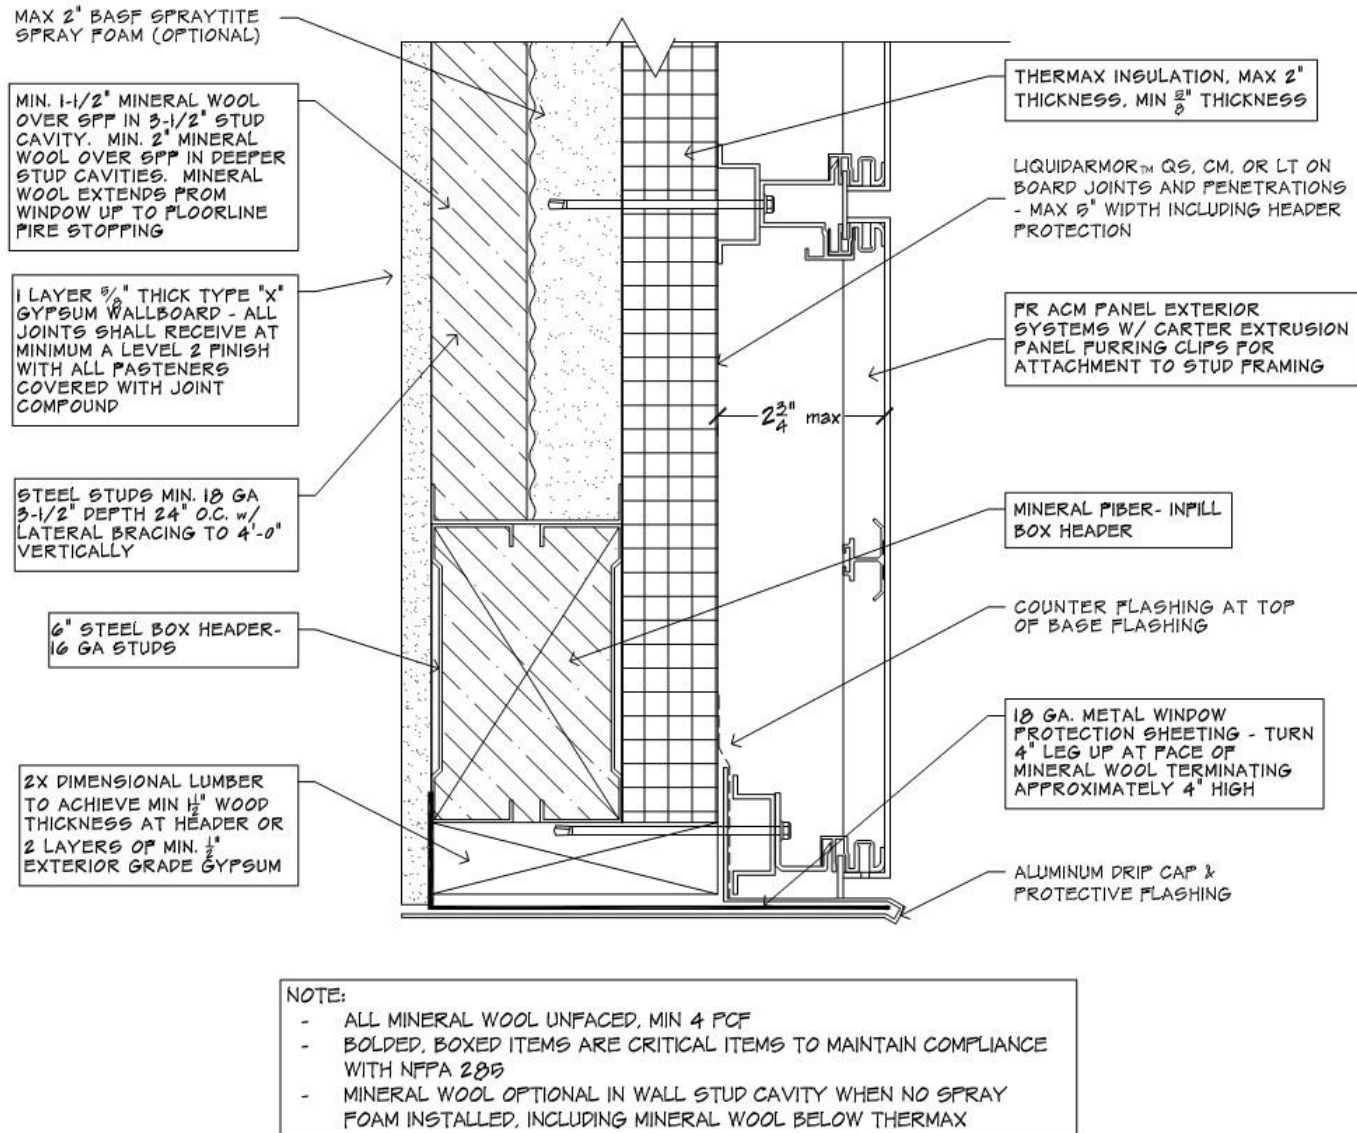 MAX 2" BASF SPRAYTITE
SPRAY FOAM (OPTIONAL)
MIN. 1-1/2" MINERAL WOOL
OVER SPF IN 3-1/2" STUD
CAVITY. MIN. 2" MINERAL
WOOL OVER SPF IN DEEPER
STUD CAVITIES. MINERAL
WOOL EXTENDS FROM
WINDOW UP TO FLOORLINE
FIRE STOPPING
1 LAYER 5/8" THICK TYPE "X"
GYPSUM WALLBOARD - ALL
JOINTS SHALL RECEIVE AT
MINIMUM A LEVEL 2 FINISH
WITH ALL FASTENERS
COVERED WITH JOINT
COMPOUND
STEEL STUDS MIN. 18 GA
3-1/2" DEPTH 24" O.C. w/
LATERAL BRACING TO 4'-0"
VERTICALLY
6" STEEL BOX HEADER-
16 GA STUDS
2X DIMENSIONAL LUMBER
TO ACHIEVE MIN 1 1/2" WOOD
THICKNESS AT HEADER OR
2 LAYERS OF MIN. 1/2"
EXTERIOR GRADE GYPSUM
THERMAX INSULATION, MAX 2"
THICKNESS, MIN 5/8" THICKNESS
LIQUIDARMOR™ QS, CM, OR LT ON
BOARD JOINTS AND PENETRATIONS
- MAX 5" WIDTH INCLUDING HEADER
PROTECTION
FR ACM PANEL EXTERIOR
SYSTEMS W/ CARTER EXTRUSION
PANEL FURRING CLIPS FOR
ATTACHMENT TO STUD FRAMING
2 3/4" max
MINERAL FIBER- INFILL
BOX HEADER
COUNTER FLASHING AT TOP
OF BASE FLASHING
18 GA. METAL WINDOW
PROTECTION SHEETING - TURN
4" LEG UP AT FACE OF
MINERAL WOOL TERMINATING
APPROXIMATELY 4" HIGH
ALUMINUM DRIP CAP &
PROTECTIVE FLASHING
NOTE:
- ALL MINERAL WOOL UNFACED, MIN 4 PCF
- BOLDED, BOXED ITEMS ARE CRITICAL ITEMS TO MAINTAIN COMPLIANCE
WITH NFPA 285
- MINERAL WOOL OPTIONAL IN WALL STUD CAVITY WHEN NO SPRAY
FOAM INSTALLED, INCLUDING MINERAL WOOL BELOW THERMAX